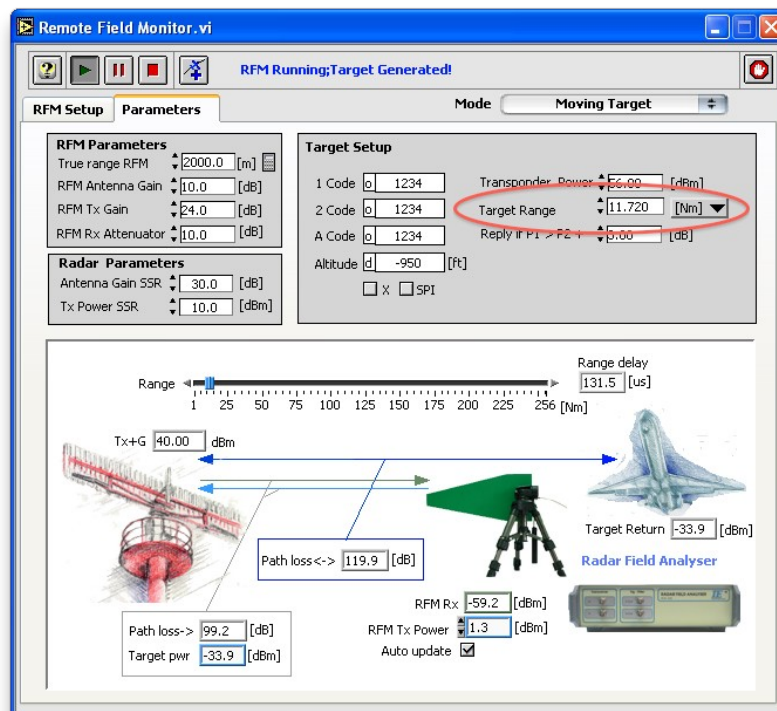 Remote Field Monitor.vi
RFM Running;Target Generated!
RFM Setup
Parameters
Mode
Moving Target
RFM Parameters
True range RFM 2000.0 [m]
RFM Antenna Gain 10.0 [dB]
RFM Tx Gain 24.0 [dB]
RFM Rx Attenuator 10.0 [dB]
Radar Parameters
Antenna Gain SSR 30.0 [dB]
Tx Power SSR 10.0 [dBm]
Target Setup
1 Code o 1234
2 Code o 1234
A Code o 1234
Altitude d -950 [ft]
X SPI
Transponder Power 56.00 [dBm]
Target Range 11.720 [Nm]
Reply if P1 > P2 + [dB]
Range delay
131.5 [us]
Range
1 25 50 75 100 125 150 175 200 225 256 [Nm]
Tx+G 40.00 dBm
Target Return -33.9 [dBm]
Path loss<-> 119.9 [dB]
Radar Field Analyser
RFM Rx -59.2 [dBm]
RFM Tx Power 1.3 [dBm]
Auto update
Path loss-> 99.2 [dB]
Target pwr -33.9 [dBm]